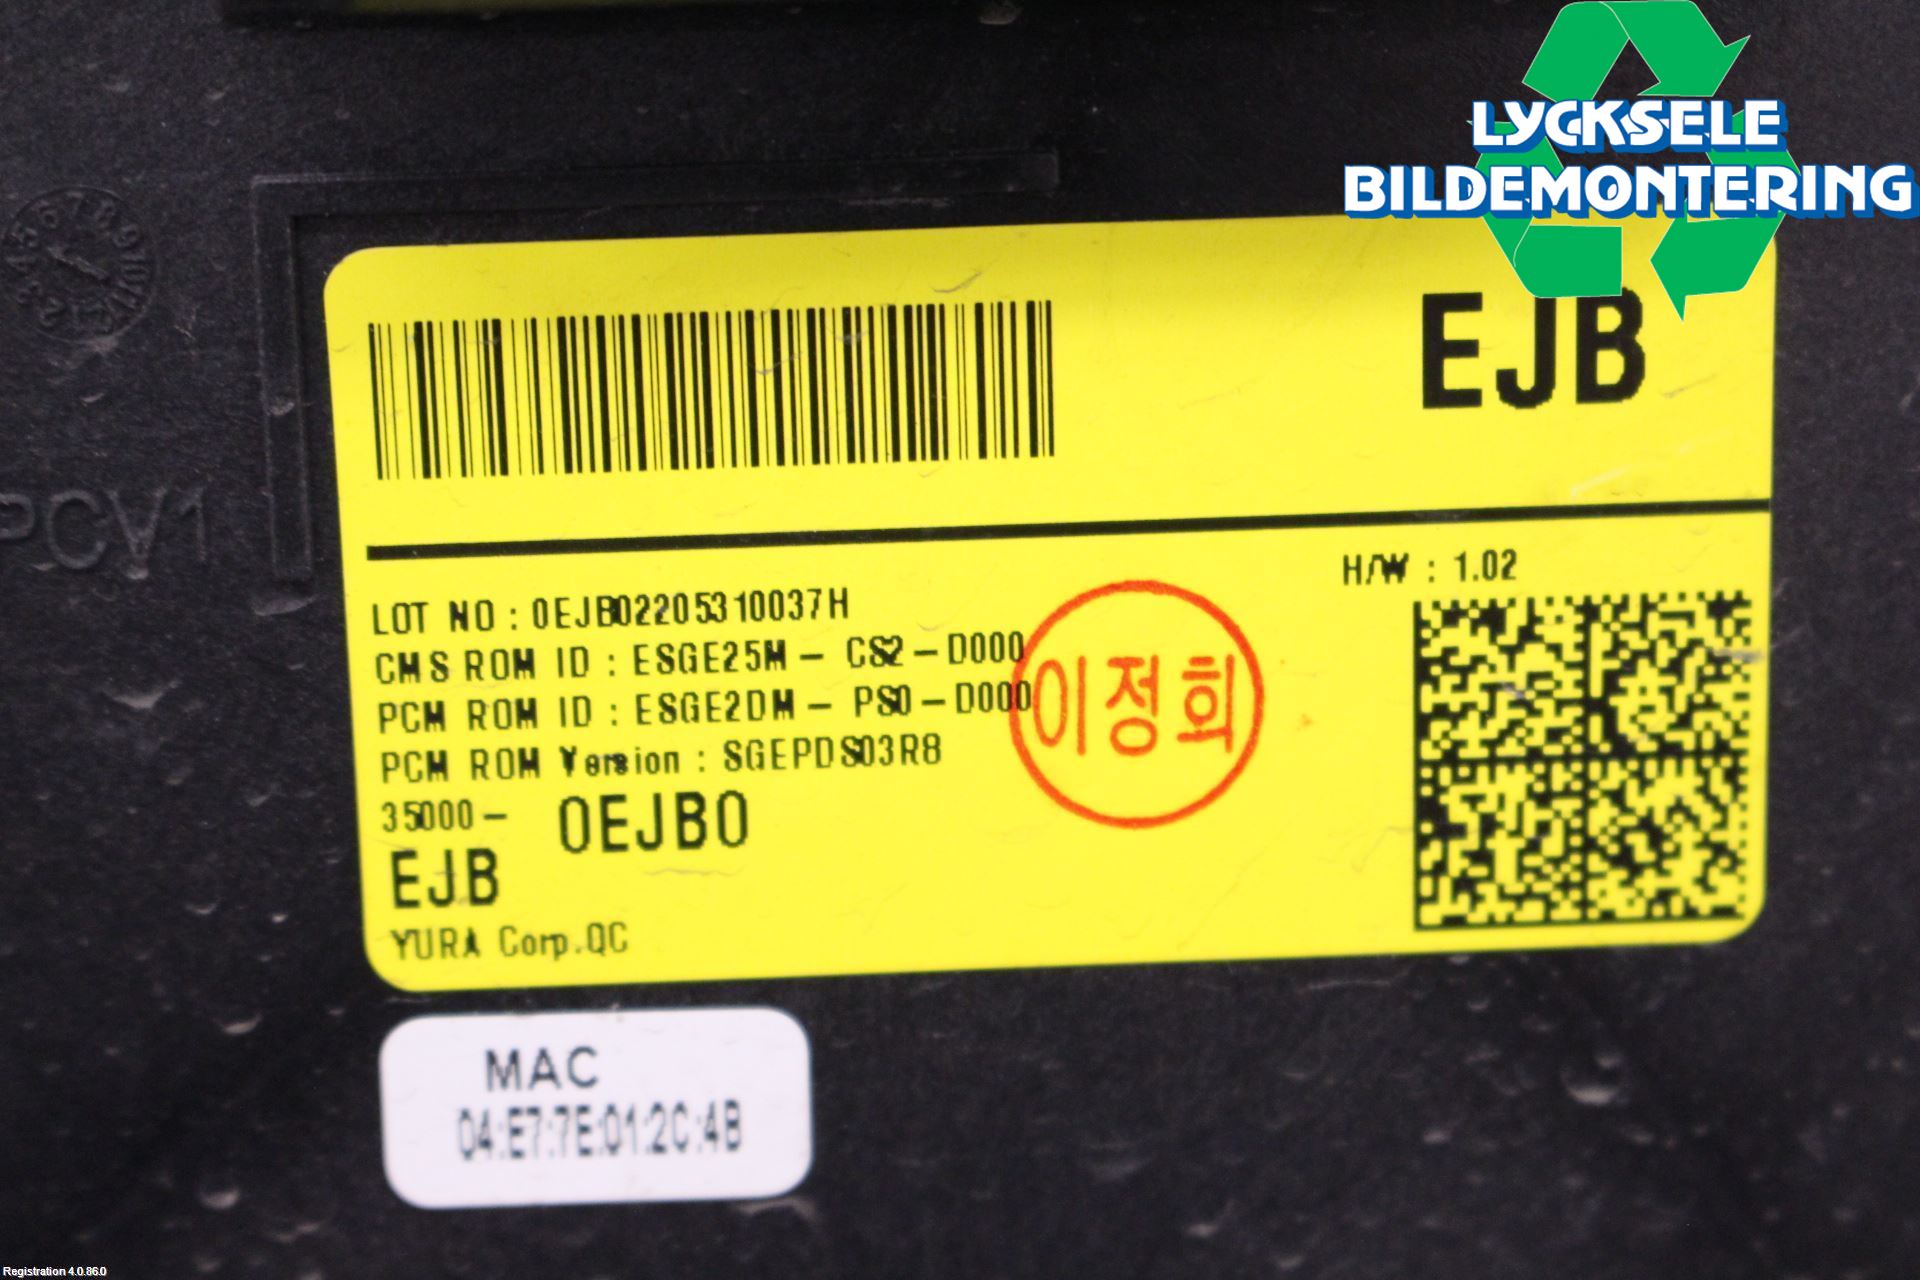 LYCKSELE
BILDEMONTERING
EJB
PCV1
H/W : 1.02
LOT NO : 0EJB02205310037H
CMS ROM ID : ESGE25M - CS2 - D000
PCM ROM ID : ESGE2DM - PS0 - D000
이정희
PCM ROM Version : SGEPDS03R8
35000 - 0EJB0
EJB
YURA Corp.QC
MAC
04:E7:7E:01:2C:4B
Registration 4.0.86.0